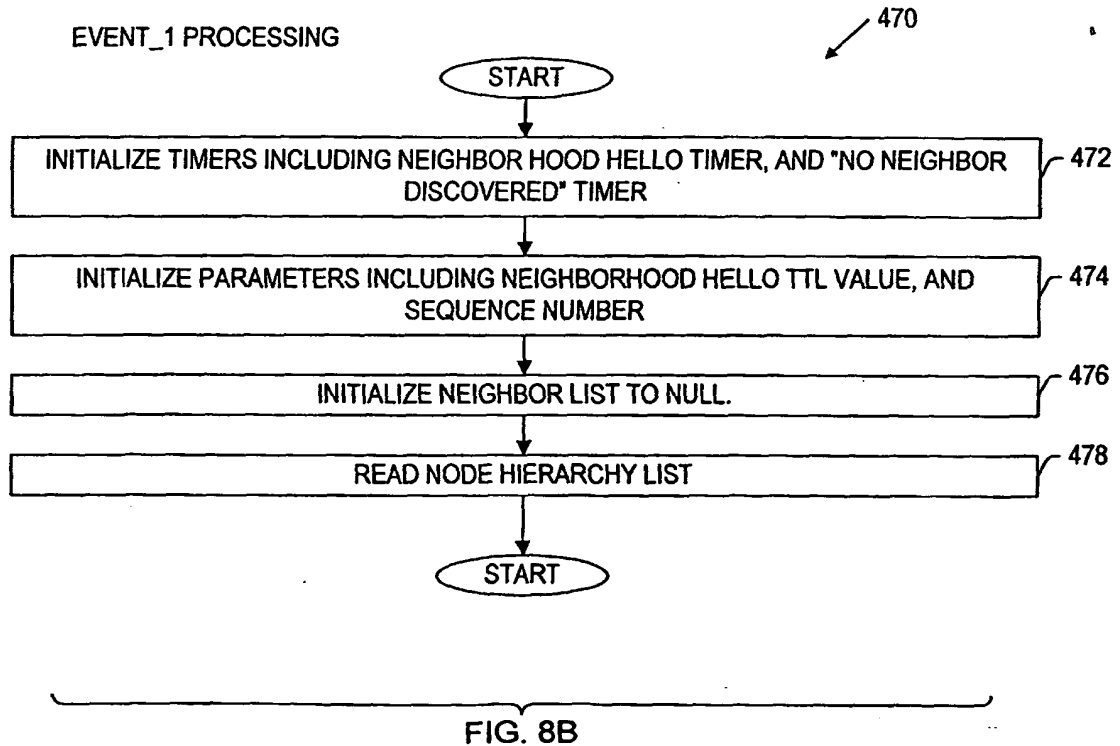 EVENT_1 PROCESSING
470
START
INITIALIZE TIMERS INCLUDING NEIGHBOR HOOD HELLO TIMER, AND "NO NEIGHBOR
DISCOVERED" TIMER
472
INITIALIZE PARAMETERS INCLUDING NEIGHBORHOOD HELLO TTL VALUE, AND
SEQUENCE NUMBER
474
INITIALIZE NEIGHBOR LIST TO NULL.
476
READ NODE HIERARCHY LIST
478
START
FIG. 8B